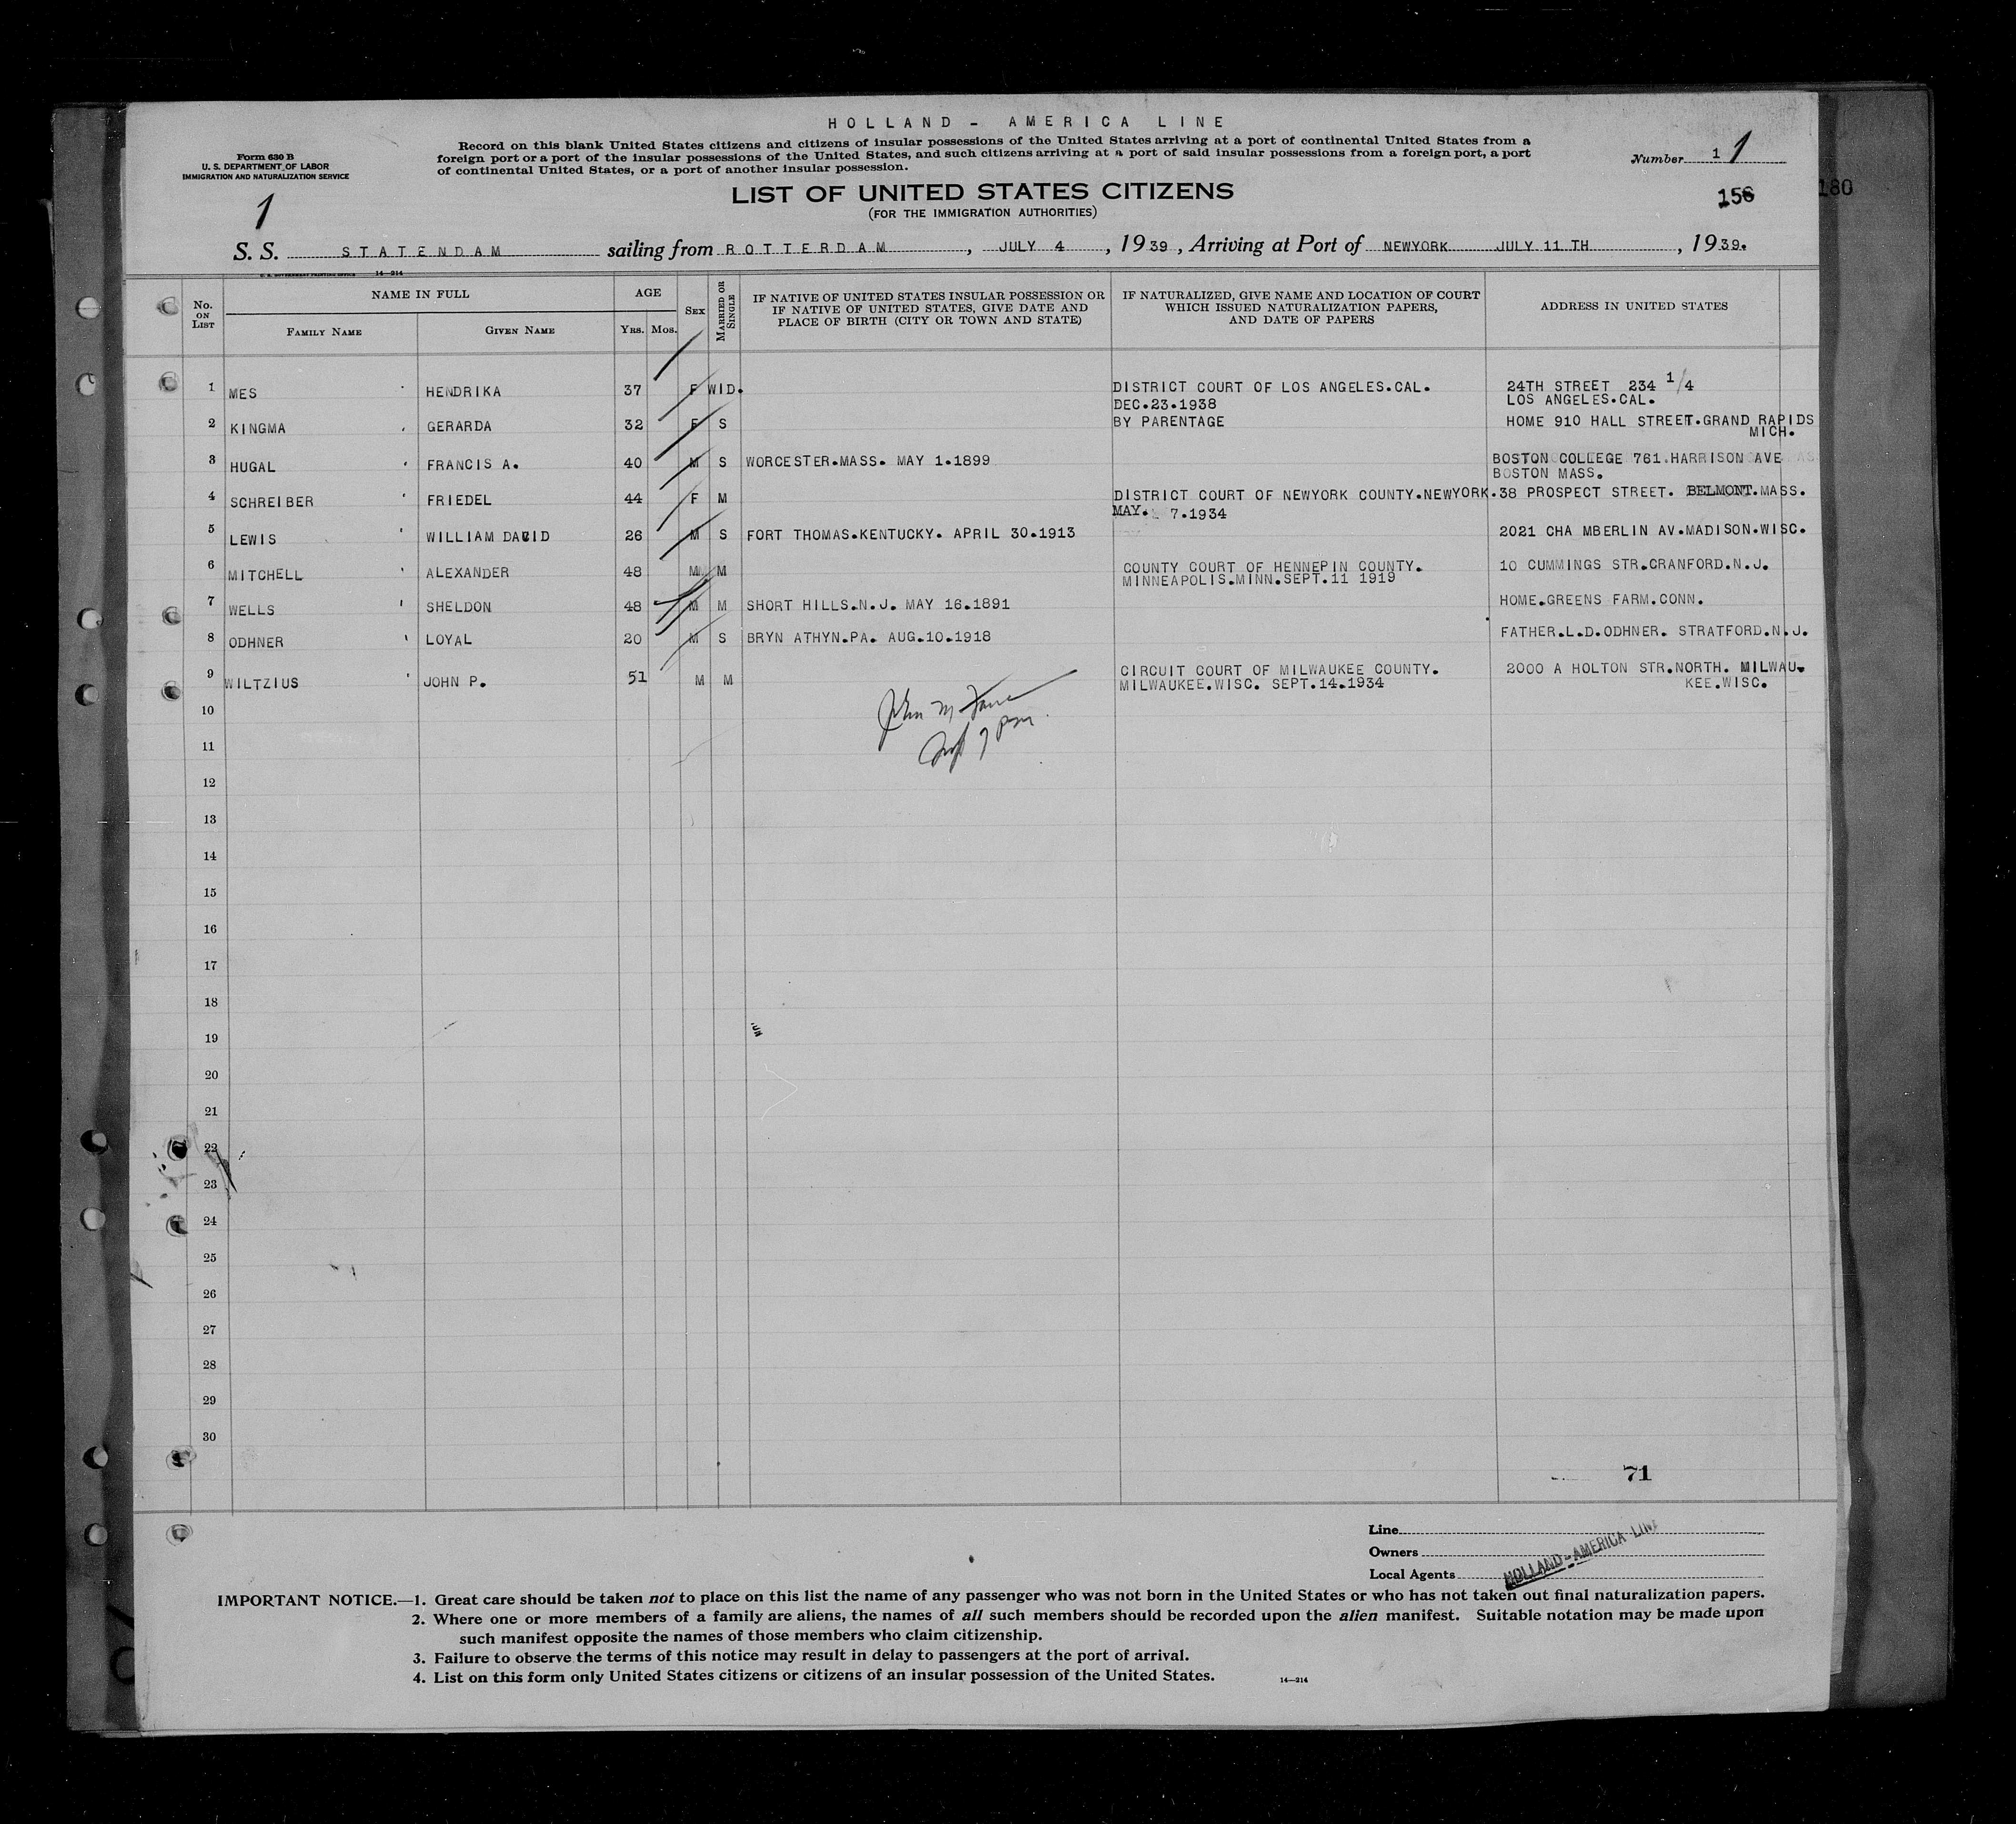 HOLLAND - AMERICA LINE
Form 630 B
U. S. DEPARTMENT OF LABOR
IMMIGRATION AND NATURALIZATION SERVICE
Record on this blank United States citizens and citizens of insular possessions of the United States arriving at a port of continental United States from a
foreign port or a port of the insular possessions of the United States, and such citizens arriving at a port of said insular possessions from a foreign port, a port
of continental United States, or a port of another insular possession.
Number 1 1
LIST OF UNITED STATES CITIZENS
(FOR THE IMMIGRATION AUTHORITIES)
156
180
1
S. S. STATENDAM sailing from ROTTERDAM, JULY 4, 1939, Arriving at Port of NEWYORK JULY 11 TH, 1939.
U. S. GOVERNMENT PRINTING OFFICE 14—214
No. ON LIST
NAME IN FULL
FAMILY NAME
GIVEN NAME
AGE
YRS. MOS.
SEX
MARRIED OR SINGLE
IF NATIVE OF UNITED STATES INSULAR POSSESSION OR
IF NATIVE OF UNITED STATES, GIVE DATE AND
PLACE OF BIRTH (CITY OR TOWN AND STATE)
IF NATURALIZED, GIVE NAME AND LOCATION OF COURT
WHICH ISSUED NATURALIZATION PAPERS,
AND DATE OF PAPERS
ADDRESS IN UNITED STATES
1 MES HENDRIKA 37 F WID. DISTRICT COURT OF LOS ANGELES.CAL. 24TH STREET 234 1/4
DEC.23.1938 LOS ANGELES.CAL.
2 KINGMA GERARDA 32 F S BY PARENTAGE HOME 910 HALL STREET.GRAND RAPIDS
MICH.
3 HUGAL FRANCIS A. 40 M S WORCESTER.MASS. MAY 1.1899 BOSTON COLLEGE 761.HARRISON AVE
BOSTON MASS.
4 SCHREIBER FRIEDEL 44 F M DISTRICT COURT OF NEWYORK COUNTY.NEWYORK. 38 PROSPECT STREET. BELMONT.MASS.
MAY. 7.1934
5 LEWIS WILLIAM DAVID 26 M S FORT THOMAS.KENTUCKY. APRIL 30.1913 2021 CHA MBERLIN AV.MADISON.WISC.
6 MITCHELL ALEXANDER 48 M M COUNTY COURT OF HENNEPIN COUNTY. 10 CUMMINGS STR.CRANFORD.N.J.
MINNEAPOLIS.MINN.SEPT.11 1919
7 WELLS SHELDON 48 M M SHORT HILLS.N.J. MAY 16.1891 HOME.GREENS FARM.CONN.
8 ODHNER LOYAL 20 M S BRYN ATHYN.PA. AUG.10.1918 FATHER.L.D.ODHNER. STRATFORD.N.J.
9 WILTZIUS JOHN P. 51 M M CIRCUIT COURT OF MILWAUKEE COUNTY. 2000 A HOLTON STR.NORTH. MILWAU.
MILWAUKEE.WISC. SEPT.14.1934 KEE.WISC.
John M
10
11
12
13
14
15
16
17
18
19
20
21
22
23
24
25
26
27
28
29
30
71
Line
Owners
Local Agents
HOLLAND-AMERICA LINE
IMPORTANT NOTICE.—1. Great care should be taken not to place on this list the name of any passenger who was not born in the United States or who has not taken out final naturalization papers.
2. Where one or more members of a family are aliens, the names of all such members should be recorded upon the alien manifest. Suitable notation may be made upon
such manifest opposite the names of those members who claim citizenship.
3. Failure to observe the terms of this notice may result in delay to passengers at the port of arrival.
4. List on this form only United States citizens or citizens of an insular possession of the United States. 14—214